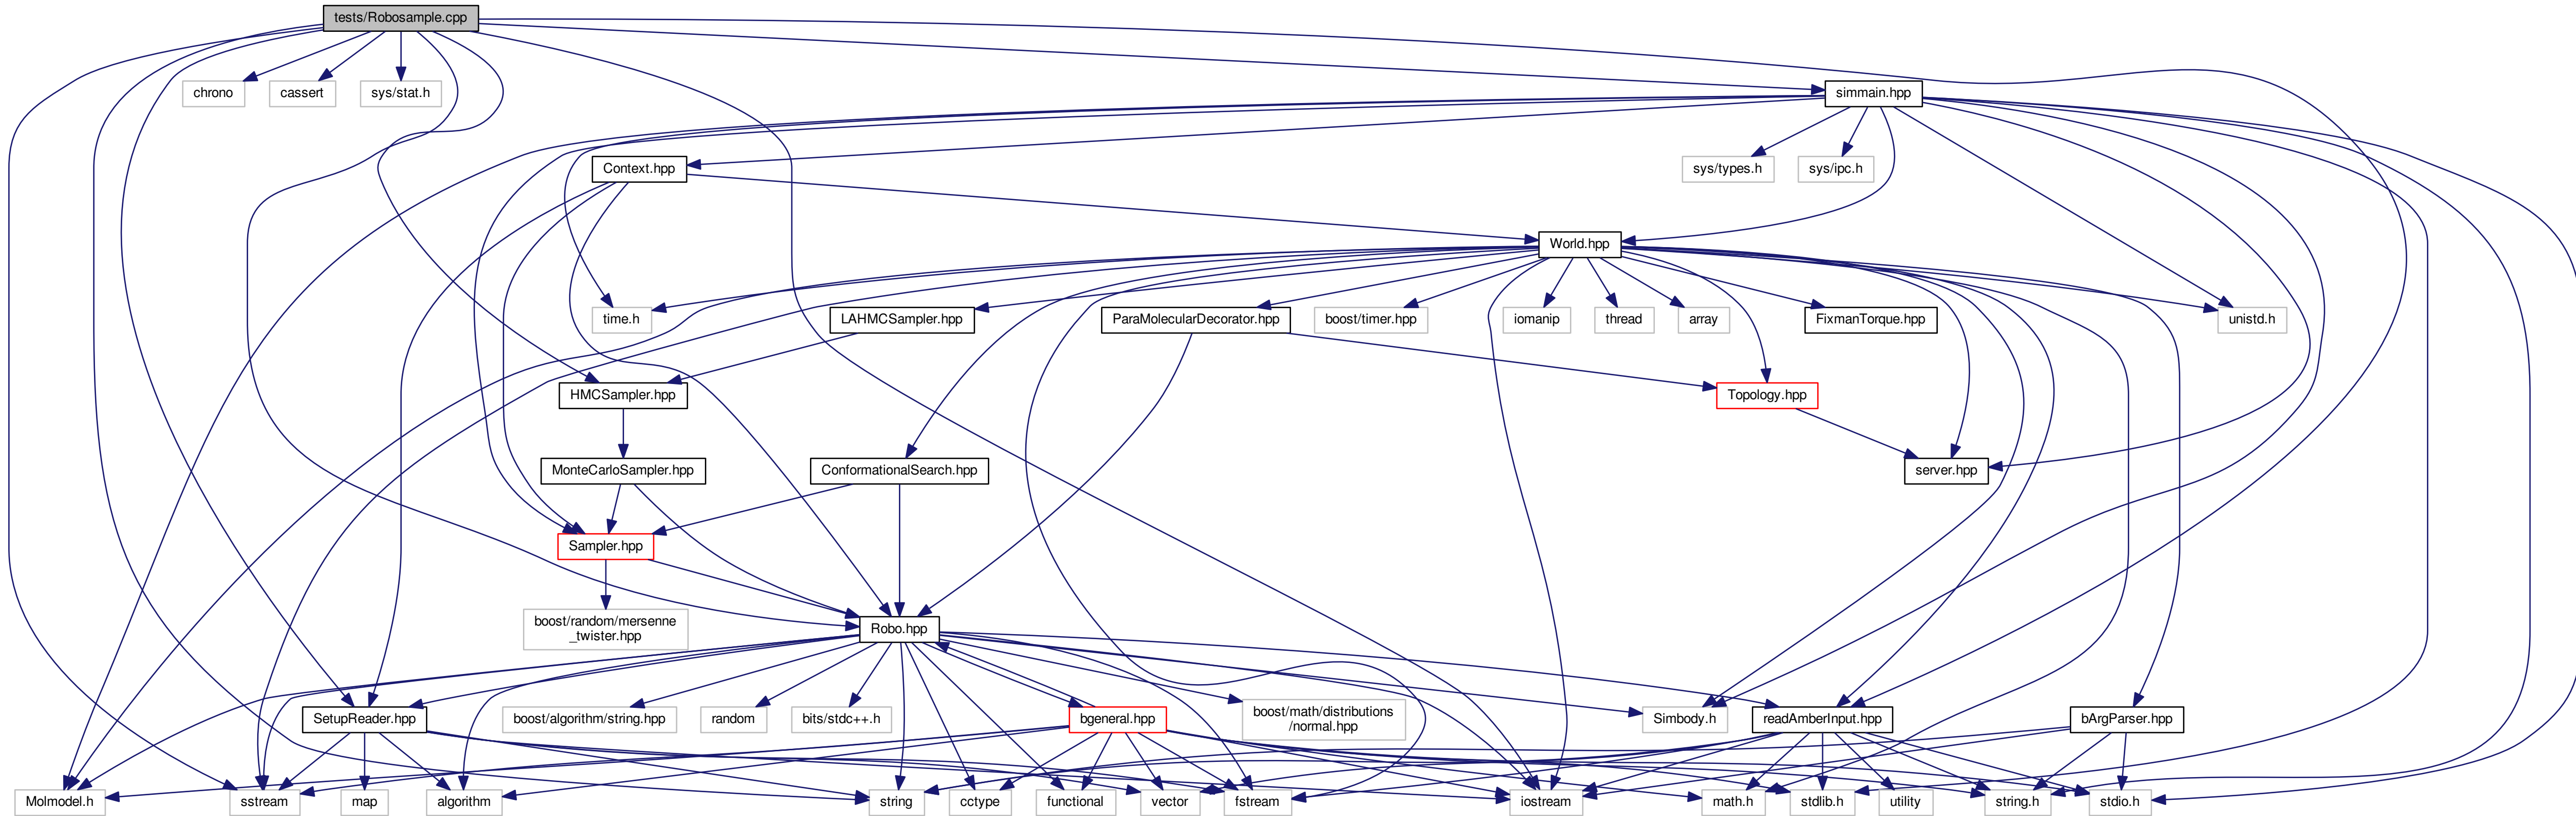 tests/Robosample.cpp
chrono
cassert
sys/stat.h
simmain.hpp
Context.hpp
sys/types.h
sys/ipc.h
World.hpp
time.h
LAHMCSampler.hpp
ParaMolecularDecorator.hpp
boost/timer.hpp
iomanip
thread
array
FixmanTorque.hpp
unistd.h
HMCSampler.hpp
Topology.hpp
MonteCarloSampler.hpp
ConformationalSearch.hpp
server.hpp
Sampler.hpp
boost/random/mersenne
_twister.hpp
Robo.hpp
SetupReader.hpp
boost/algorithm/string.hpp
random
bits/stdc++.h
bgeneral.hpp
boost/math/distributions
/normal.hpp
Simbody.h
readAmberInput.hpp
bArgParser.hpp
Molmodel.h
sstream
map
algorithm
string
cctype
functional
vector
fstream
iostream
math.h
stdlib.h
utility
string.h
stdio.h